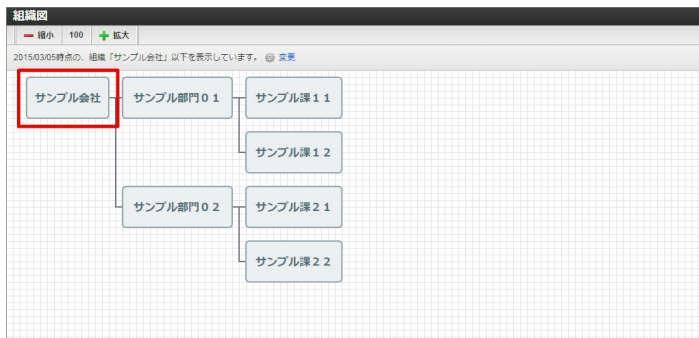 組織図
縮小 100 拡大
2015/03/05時点の、組織「サンプル会社」以下を表示しています。 変更
サンプル会社 サンプル部門０１ サンプル課１１
サンプル課１２
サンプル部門０２ サンプル課２１
サンプル課２２